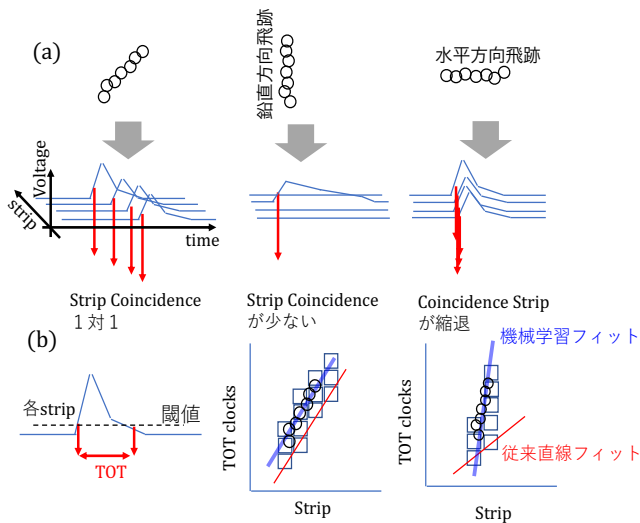 (a)
鉛直方向飛跡
水平方向飛跡
Voltage
strip
time
Strip Coincidence
1対1
Strip Coincidence
が少ない
Coincidence Strip
が縮退
(b)
各strip
閾値
TOT
TOT clocks
Strip
機械学習フィット
TOT clocks
従来直線フィット
Strip